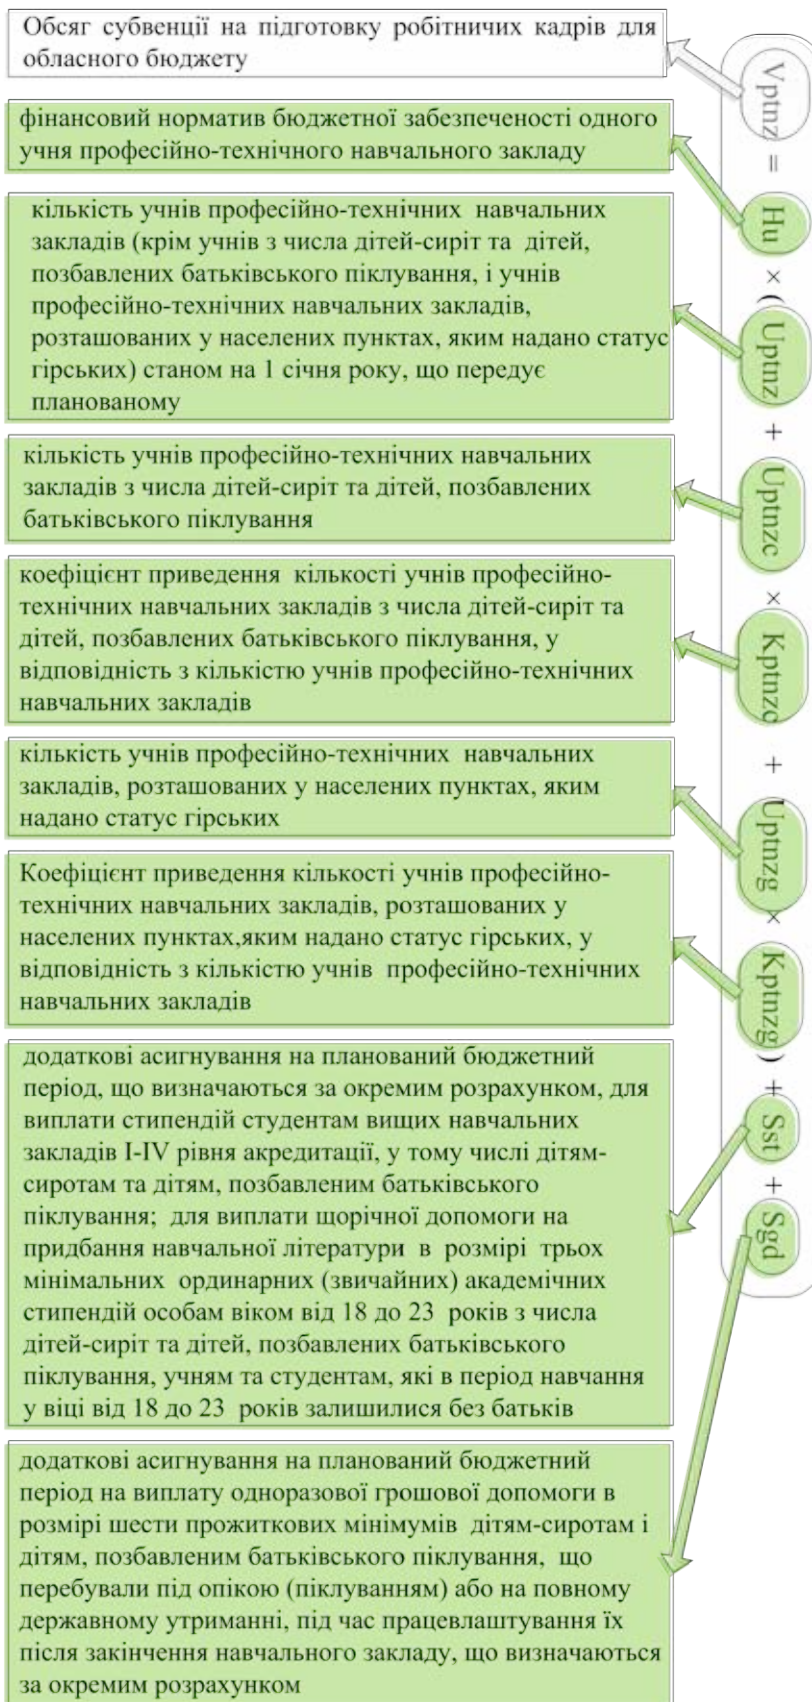 Обсяг субвенції на підготовку робітничих кадрів для
обласного бюджету
фінансовий норматив бюджетної забезпеченості одного
учня професійно-технічного навчального закладу
кількість учнів професійно-технічних навчальних
закладів (крім учнів з числа дітей-сиріт та дітей,
позбавлених батьківського піклування, і учнів
професійно-технічних навчальних закладів,
розташованих у населених пунктах, яким надано статус
гірських) станом на 1 січня року, що передує
планованому
кількість учнів професійно-технічних навчальних
закладів з числа дітей-сиріт та дітей, позбавлених
батьківського піклування
коефіцієнт приведення кількості учнів професійно-
технічних навчальних закладів з числа дітей-сиріт та
дітей, позбавлених батьківського піклування, у
відповідність з кількістю учнів професійно-технічних
навчальних закладів
кількість учнів професійно-технічних навчальних
закладів, розташованих у населених пунктах, яким
надано статус гірських
Коефіцієнт приведення кількості учнів професійно-
технічних навчальних закладів, розташованих у
населених пунктах,яким надано статус гірських, у
відповідність з кількістю учнів професійно-технічних
навчальних закладів
додаткові асигнування на планований бюджетний
період, що визначаються за окремим розрахунком, для
виплати стипендій студентам вищих навчальних
закладів I-IV рівня акредитації, у тому числі дітям-
сиротам та дітям, позбавленим батьківського
піклування; для виплати щорічної допомоги на
придбання навчальної літератури в розмірі трьох
мінімальних ординарних (звичайних) академічних
стипендій особам віком від 18 до 23 років з числа
дітей-сиріт та дітей, позбавлених батьківського
піклування, учням та студентам, які в період навчання
у віці від 18 до 23 років залишилися без батьків
додаткові асигнування на планований бюджетний
період на виплату одноразової грошової допомоги в
розмірі шести прожиткових мінімумів дітям-сиротам і
дітям, позбавленим батьківського піклування, що
перебували під опікою (піклуванням) або на повному
державному утриманні, під час працевлаштування їх
після закінчення навчального закладу, що визначаються
за окремим розрахунком
Vptnz = Hu × (Uptnz + Uptnzc × Kptnzc + Uptnzg × Kptnzg) + Sst + Sgd